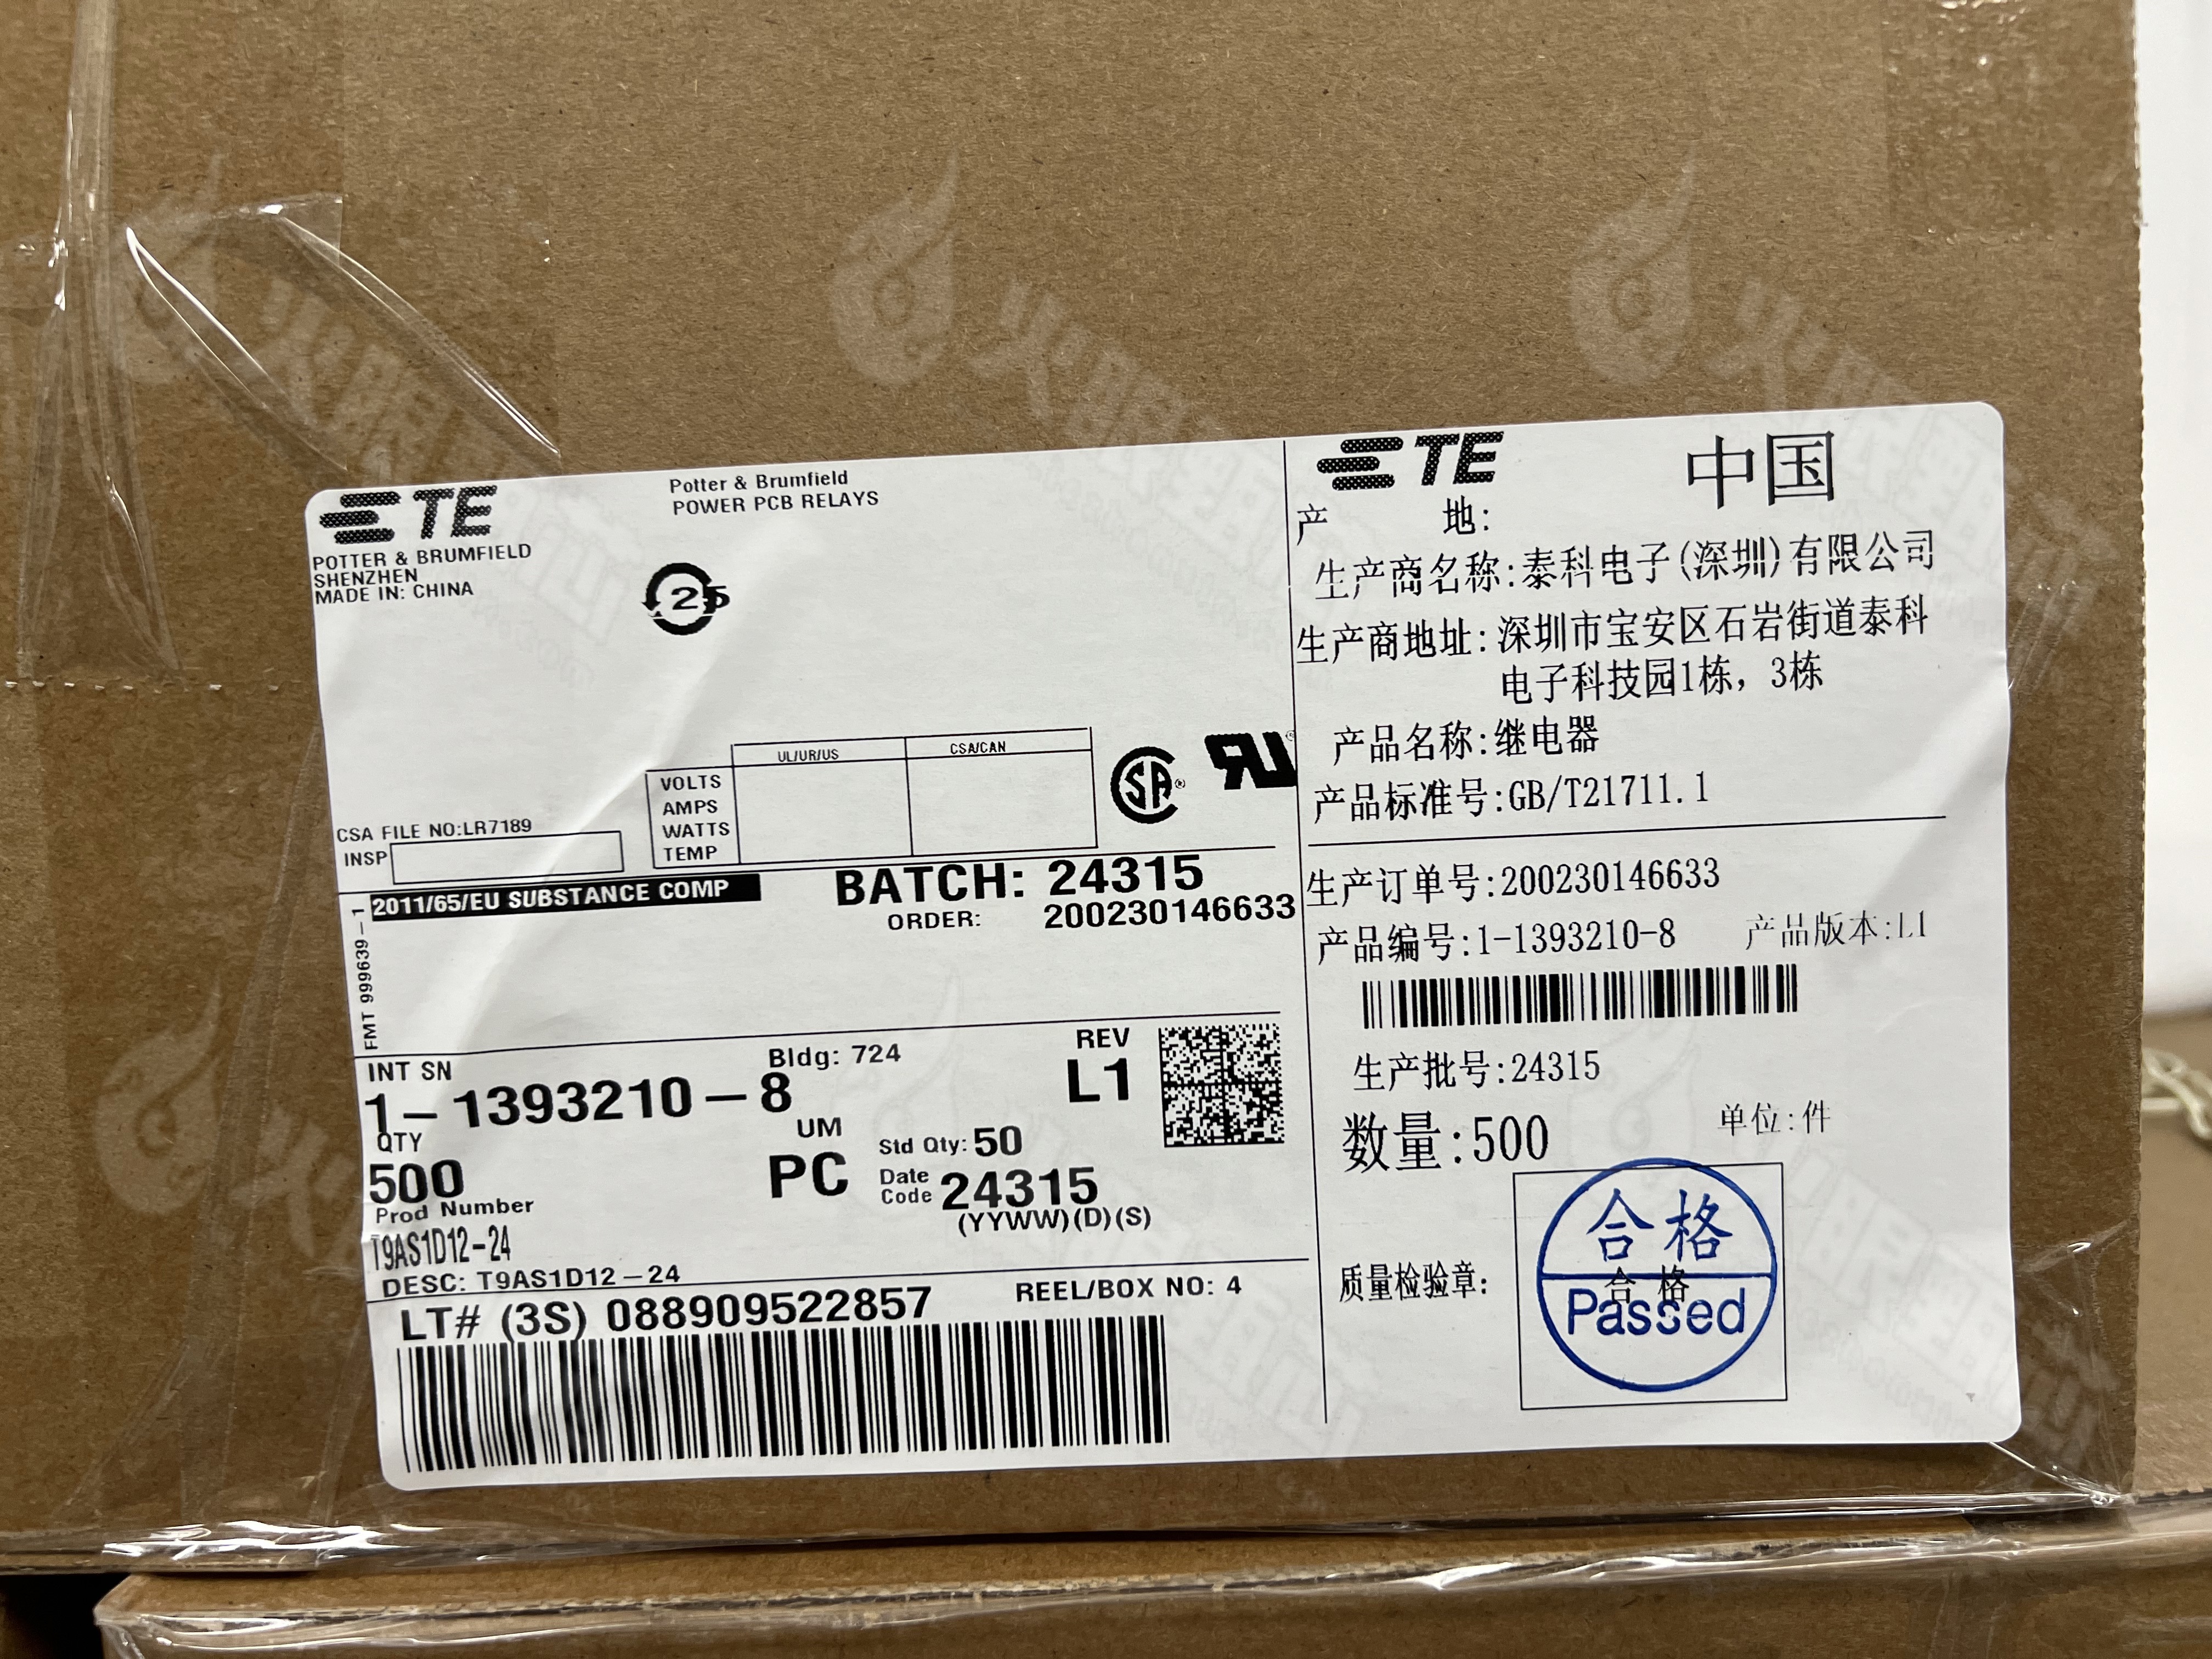 TE
POTTER & BRUMFIELD
SHENZHEN
MADE IN: CHINA
Potter & Brumfield
POWER PCB RELAYS
25
UL/UR/US
CSA/CAN
VOLTS
AMPS
WATTS
TEMP
CSA FILE NO:LR7189
INSP
2011/65/EU SUBSTANCE COMP
BATCH: 24315
ORDER: 200230146633
FMT 999639-1
INT SN
Bldg: 724
REV
1-1393210-8
L1
QTY
UM
500
PC
Std Qty: 50
Date Code 24315
(YYWW)(D)(S)
Prod Number
T9AS1D12-24
DESC: T9AS1D12-24
LT# (3S) 088909522857
REEL/BOX NO: 4
TE
中国
产 地:
生产商名称:泰科电子(深圳)有限公司
生产商地址:深圳市宝安区石岩街道泰科
电子科技园1栋，3栋
产品名称:继电器
产品标准号:GB/T21711.1
生产订单号:200230146633
产品编号:1-1393210-8 产品版本:L1
生产批号:24315
数量:500 单位:件
质量检验章:
合格
合 格
Passed